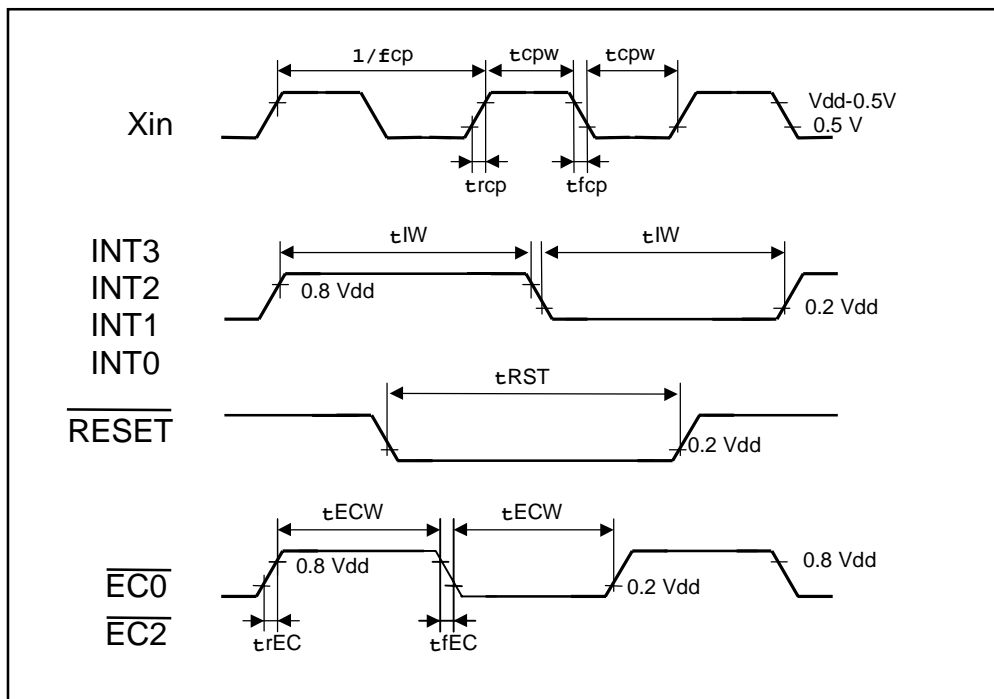 1/fcp
tcpw
tcpw
Xin
Vdd-0.5V
0.5 V
trcp
tfcp
INT3
INT2
INT1
INT0
tIW
tIW
0.8 Vdd
0.2 Vdd
tRST
RESET
0.2 Vdd
tECW
tECW
EC0
EC2
0.8 Vdd
0.2 Vdd
0.8 Vdd
trEC
tfEC